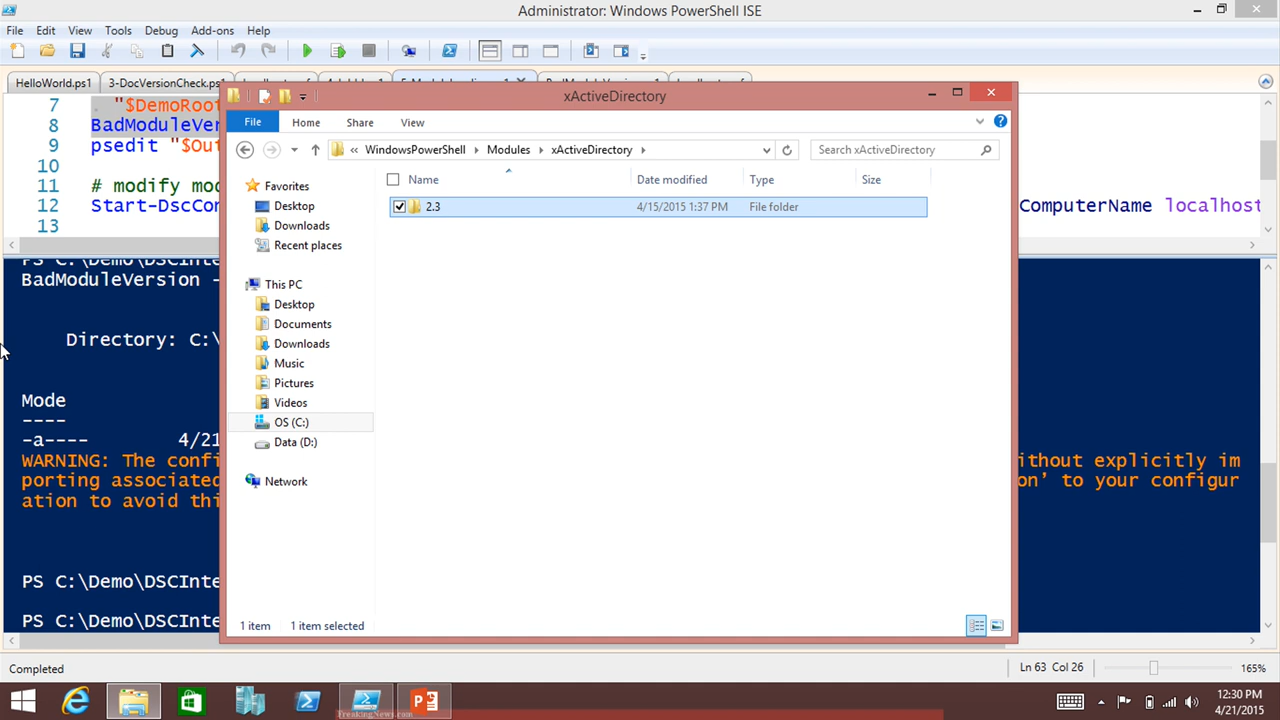 Administrator: Windows PowerShell ISE
File Edit View Tools Debug Add-ons Help
HelloWorld.ps1 3-DocVersionCheck.ps1
7 . "$DemoRoot
8 BadModuleVer
9 psedit "$Out
10
11 # modify mod
12 Start-DscCon ComputerName localhost
13
xActiveDirectory
File Home Share View
« WindowsPowerShell Modules xActiveDirectory Search xActiveDirectory
Name Date modified Type Size
2.3 4/15/2015 1:37 PM File folder
Favorites
Desktop
Downloads
Recent places
This PC
Desktop
Documents
Downloads
Music
Pictures
Videos
OS (C:)
Data (D:)
Network
1 item 1 item selected
BadModuleVersion -
Directory: C:\
Mode
----
-a---- 4/21
WARNING: The confi ithout explicitly im
porting associated on' to your configur
ation to avoid thi
PS C:\Demo\DSCInte
PS C:\Demo\DSCInte
Completed Ln 63 Col 26 165%
12:30 PM
4/21/2015
FreakingNews.com